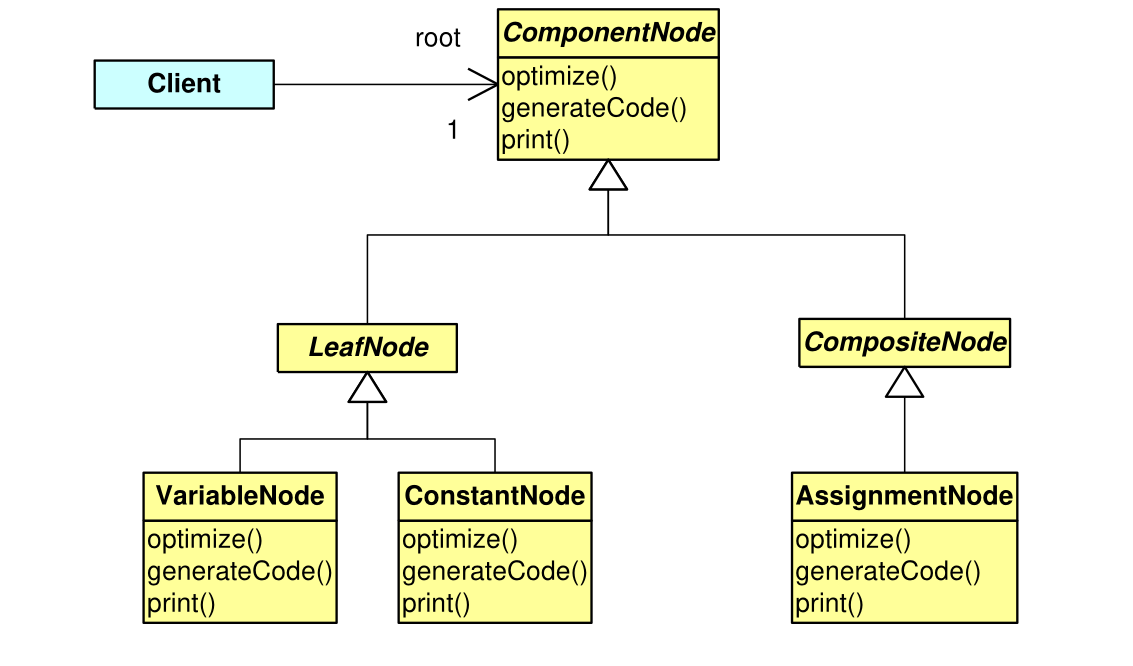 root
ComponentNode
Client
optimize()
generateCode()
print()
1
LeafNode
CompositeNode
VariableNode
optimize()
generateCode()
print()
ConstantNode
optimize()
generateCode()
print()
AssignmentNode
optimize()
generateCode()
print()